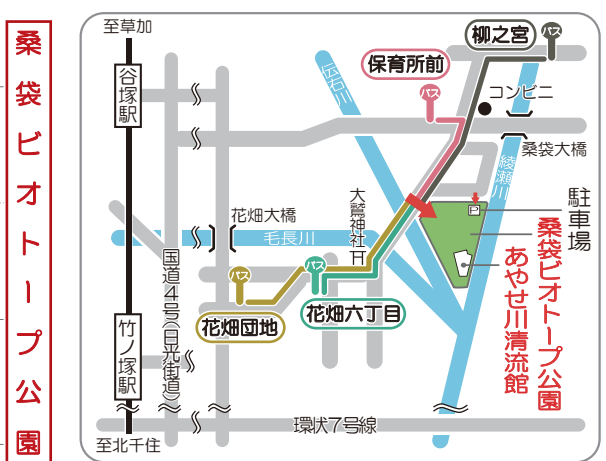 桑袋ビオトープ公園
至草加
谷塚駅
竹ノ塚駅
至北千住
国道4号(日光街道)
花畑大橋
毛長川
伝右川
大鷲神社
保育所前
バス
柳之宮
バス
コンビニ
桑袋大橋
綾瀬川
駐車場
P
桑袋ビオトープ公園
あやせ川清流館
バス
花畑団地
バス
花畑六丁目
環状7号線